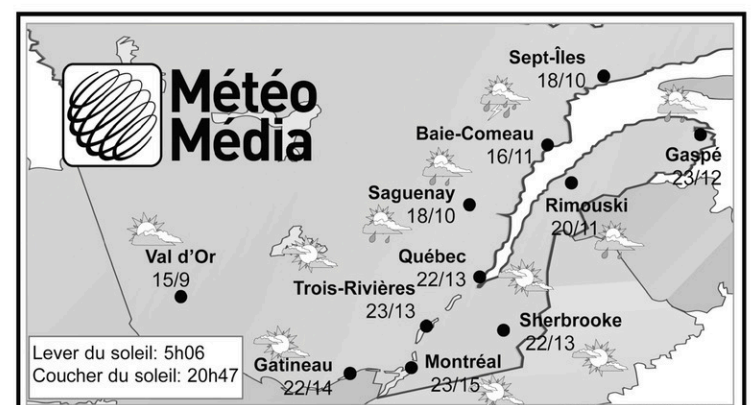 Météo
Média
Sept-Îles
18/10
Baie-Comeau
16/11
Gaspé
23/12
Saguenay
18/10
Rimouski
20/11
Val d'Or
15/9
Québec
22/13
Trois-Rivières
23/13
Sherbrooke
22/13
Lever du soleil: 5h06
Coucher du soleil: 20h47
Gatineau
22/14
Montréal
23/15